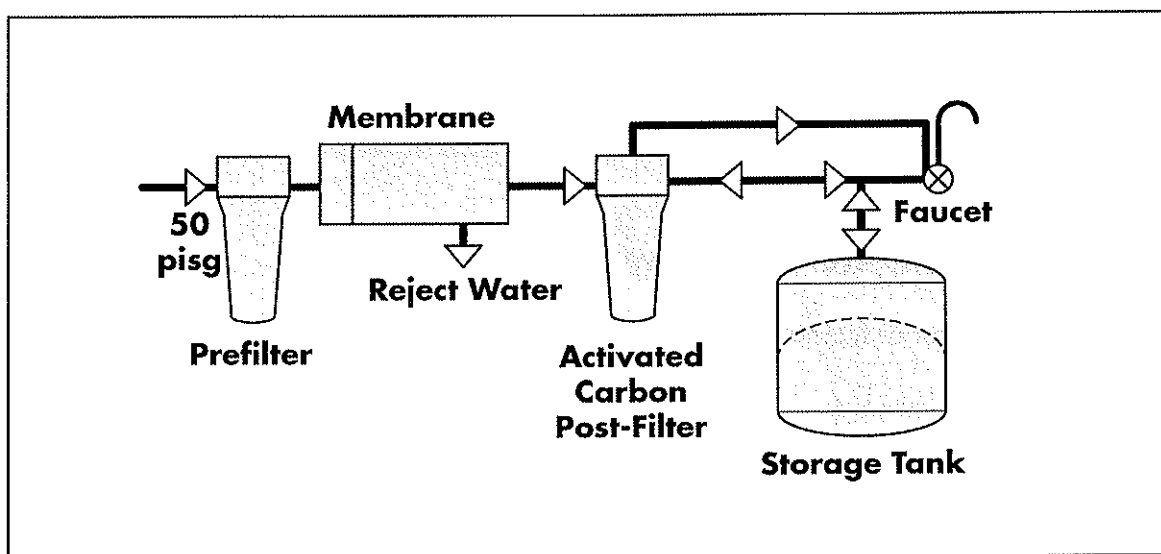 Membrane
50
pisg
Prefilter
Reject Water
Activated
Carbon
Post-Filter
Faucet
Storage Tank